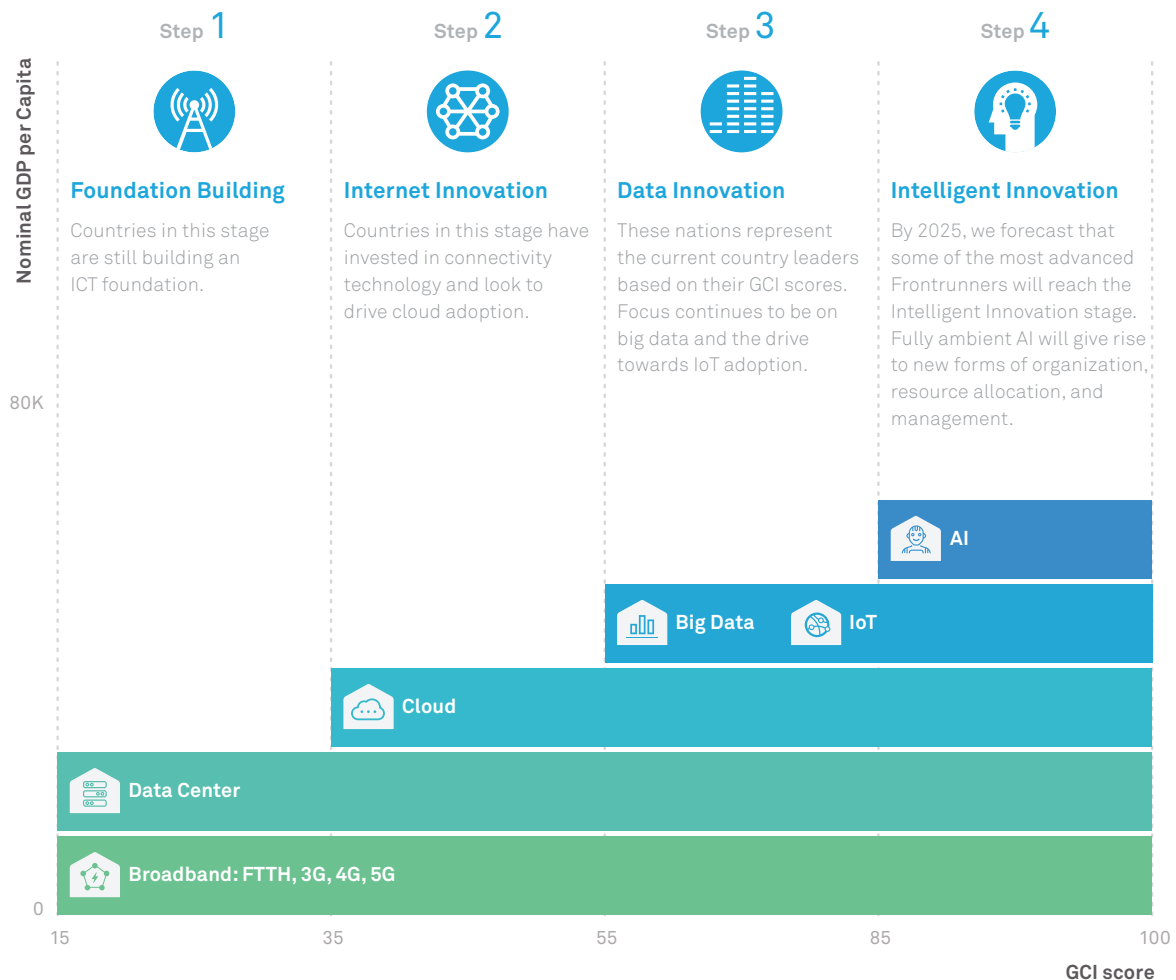 Step 1
Step 2
Step 3
Step 4
Nominal GDP per Capita
Foundation Building
Countries in this stage
are still building an
ICT foundation.
Internet Innovation
Countries in this stage have
invested in connectivity
technology and look to
drive cloud adoption.
Data Innovation
These nations represent
the current country leaders
based on their GCI scores.
Focus continues to be on
big data and the drive
towards IoT adoption.
Intelligent Innovation
By 2025, we forecast that
some of the most advanced
Frontrunners will reach the
Intelligent Innovation stage.
Fully ambient AI will give rise
to new forms of organization,
resource allocation, and
management.
80K
AI
Big Data
IoT
Cloud
Data Center
Broadband: FTTH, 3G, 4G, 5G
0
15
35
55
85
100
GCI score